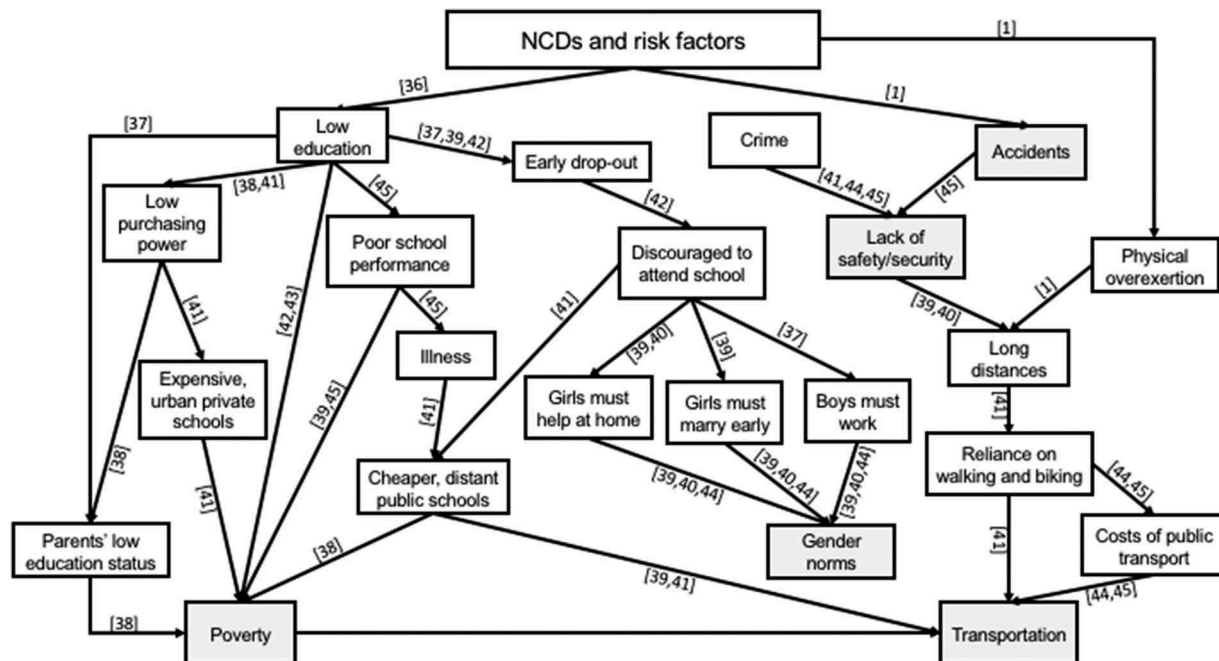 NCDs and risk factors
[1]
[36]
[1]
[37]
Low
education
[37,39,42]
Early drop-out
Crime
Accidents
[38,41]
[45]
[42]
[41,44,45]
[45]
Low
purchasing
power
Poor school
performance
Discouraged to
attend school
Lack of
safety/security
Physical
overexertion
[41]
[42,43]
[45]
[41]
[39,40]
[39]
[37]
[39,40]
[1]
Illness
Long
distances
Expensive,
urban private
schools
[39,45]
[41]
Girls must
help at home
Girls must
marry early
Boys must
work
[41]
[38]
[41]
Cheaper, distant
public schools
[39,40,44]
[39,40,44]
[39,40,44]
Reliance on
walking and biking
[44,45]
Parents' low
education status
[38]
[39,41]
Gender
norms
[41]
Costs of public
transport
[44,45]
[38]
Poverty
Transportation